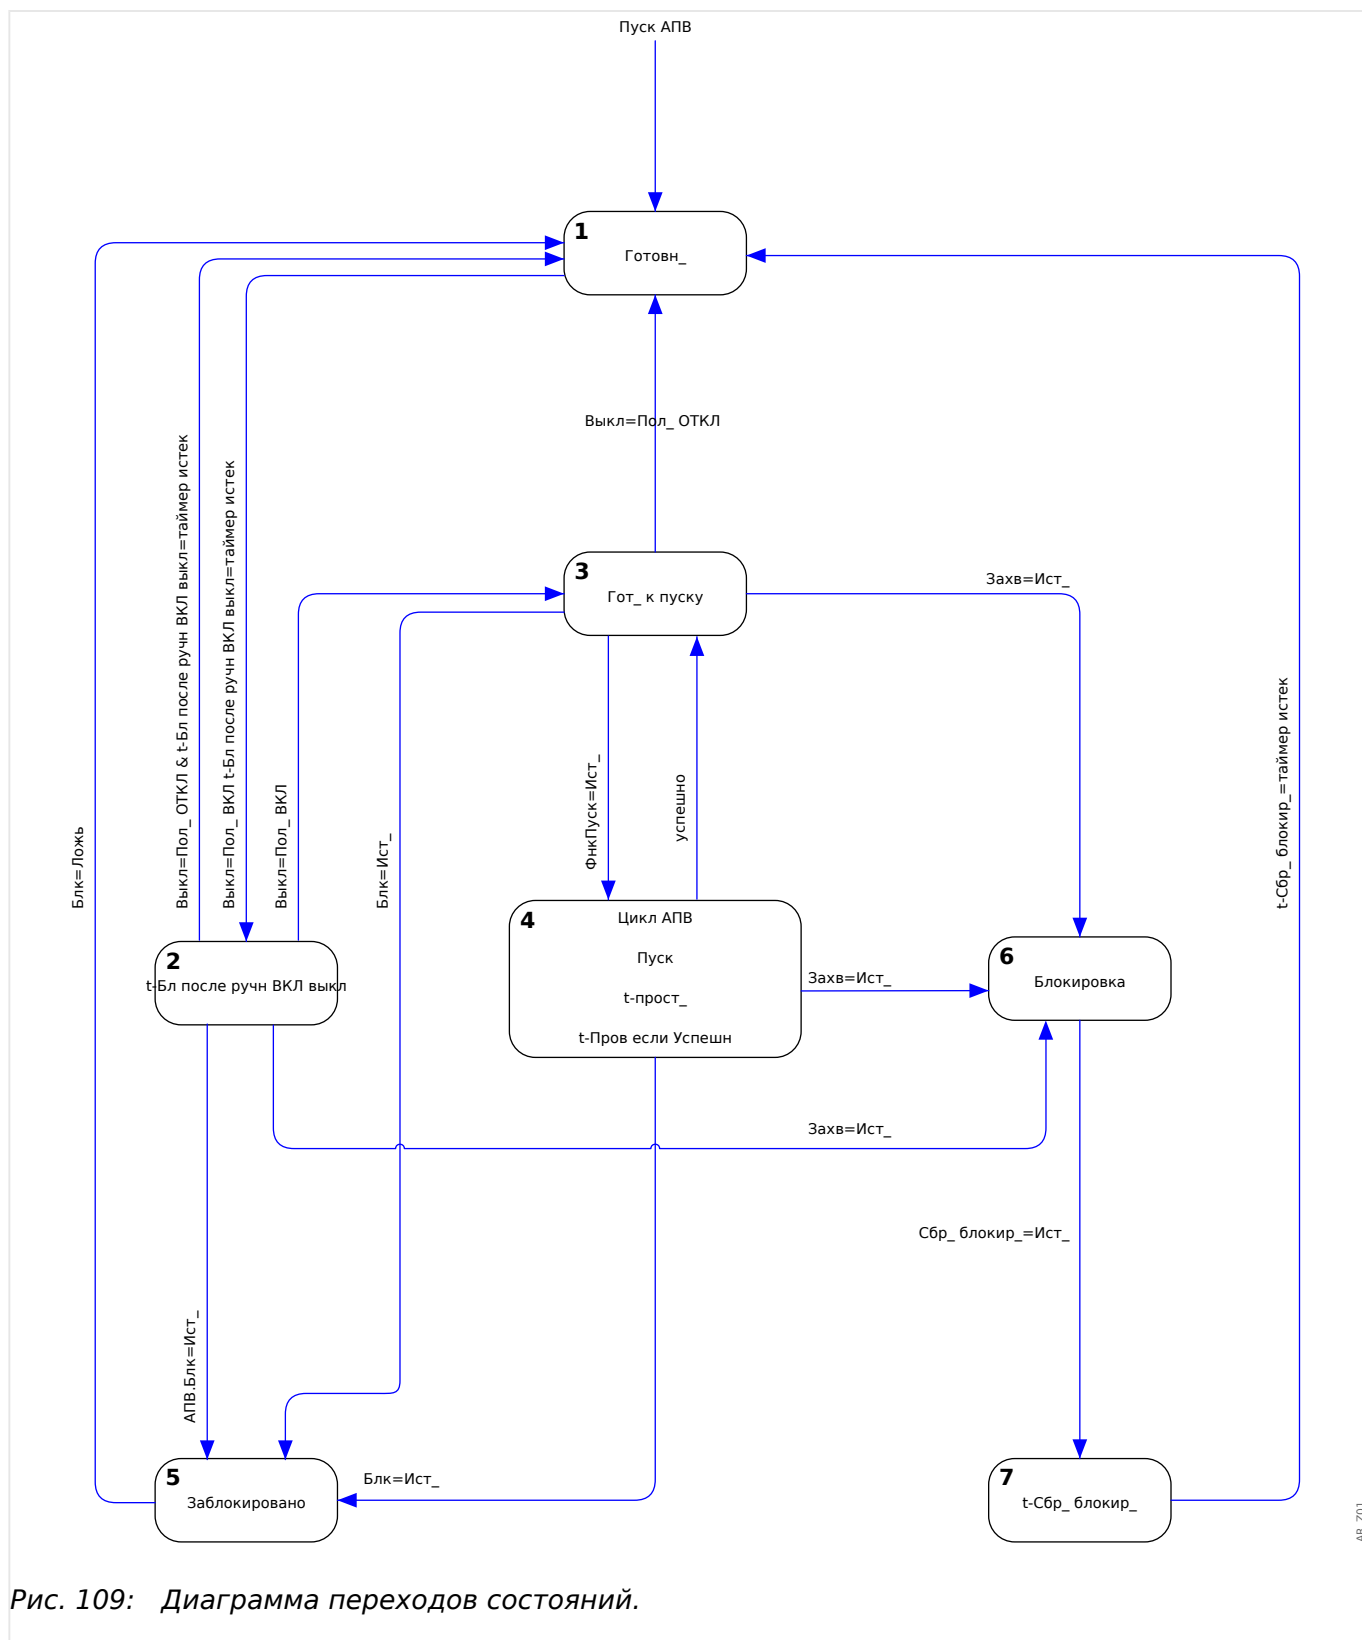 Пуск АПВ
1
Готовн_
Выкл=Пол_ ОТКЛ
3
Гот_ к пуску
Захв=Ист_
Блк=Ложь
Выкл=Пол_ ОТКЛ & t-Бл после ручн ВКЛ выкл=таймер истек
Выкл=Пол_ ВКЛ t-Бл после ручн ВКЛ выкл=таймер истек
Выкл=Пол_ ВКЛ
Блк=Ист_
ФнкПуск=Ист_
успешно
t-Сбр_ блокир_=таймер истек
2
t-Бл после ручн ВКЛ выкл
4
Цикл АПВ
Пуск
t-прост_
t-Пров если Успешн
Захв=Ист_
6
Блокировка
Захв=Ист_
Сбр_ блокир_=Ист_
АПВ.Блк=Ист_
5
Заблокировано
Блк=Ист_
7
t-Сбр_ блокир_
AR_Z01
Рис. 109: Диаграмма переходов состояний.